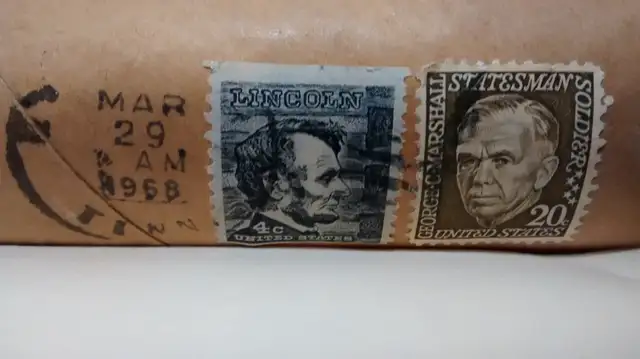 MAR
29
AM
1968
LINCOLN
4c
UNITED STATES
GEORGE·C·MARSHALL
STATESMAN
SOLDIER
20c
UNITED STATES